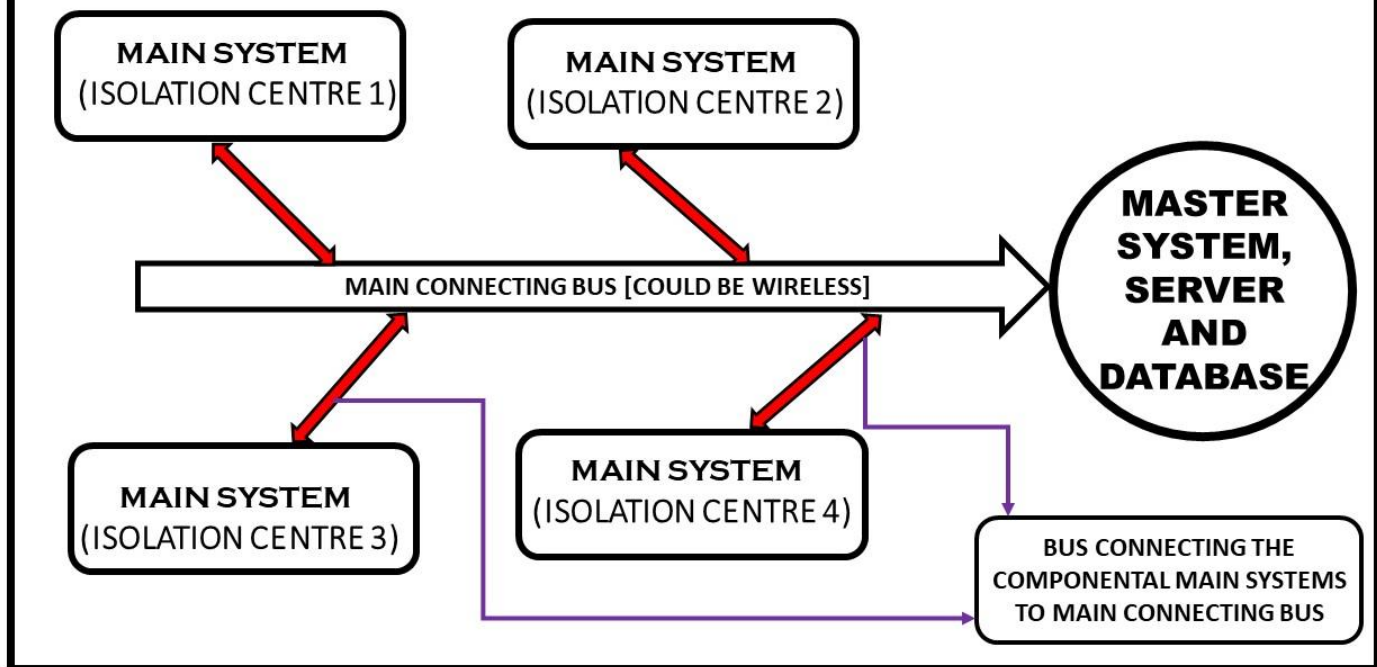 MAIN SYSTEM
(ISOLATION CENTRE 1)
MAIN SYSTEM
(ISOLATION CENTRE 2)
MASTER
SYSTEM,
SERVER
AND
DATABASE
MAIN CONNECTING BUS [COULD BE WIRELESS]
MAIN SYSTEM
(ISOLATION CENTRE 3)
MAIN SYSTEM
(ISOLATION CENTRE 4)
BUS CONNECTING THE
COMPONENTAL MAIN SYSTEMS
TO MAIN CONNECTING BUS